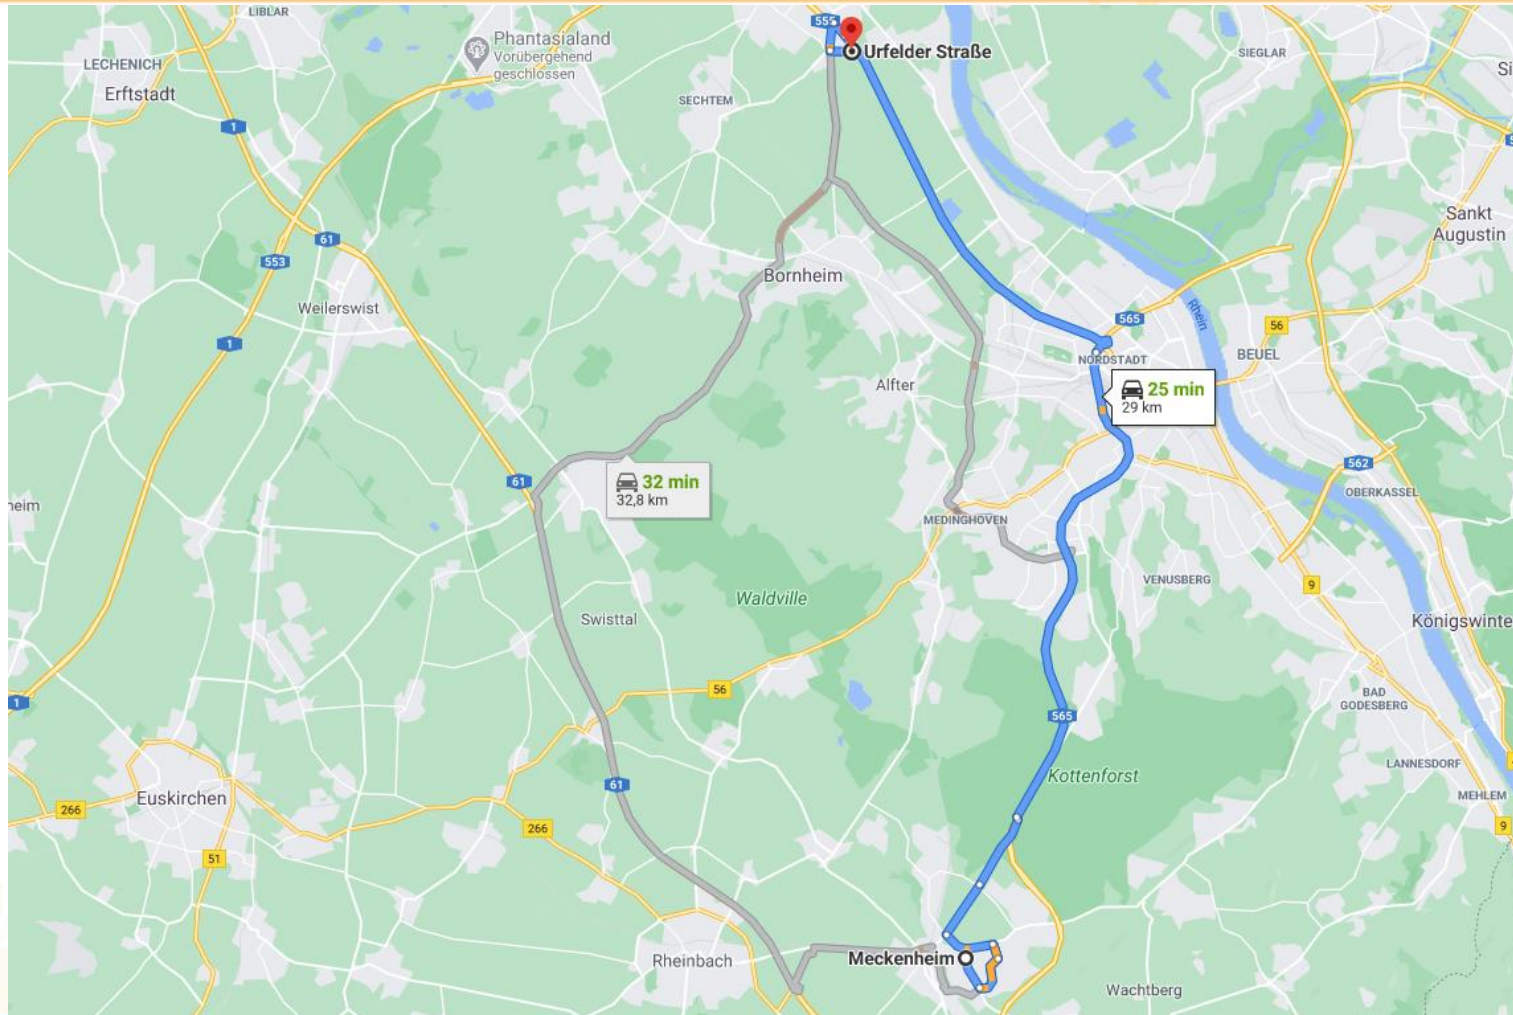 LIBLAR
555
Phantasialand
Vorübergehend
geschlossen
Urfelder Straße
SIEGLAR
LECHENICH
Erftstadt
SECHTEM
Si
1
61
553
Sankt
Augustin
Bornheim
Weilerswist
Rhein
565
56
1
NORDSTADT
BEUEL
25 min
29 km
Alfter
61
32 min
32,8 km
562
OBERKASSEL
heim
MEDINGHOVEN
VENUSBERG
9
Waldville
Swisttal
Königswinte
1
56
BAD
GODESBERG
565
Kottenforst
LANNESDORF
61
Euskirchen
266
MEHLEM
266
9
51
Rheinbach
Meckenheim
Wachtberg